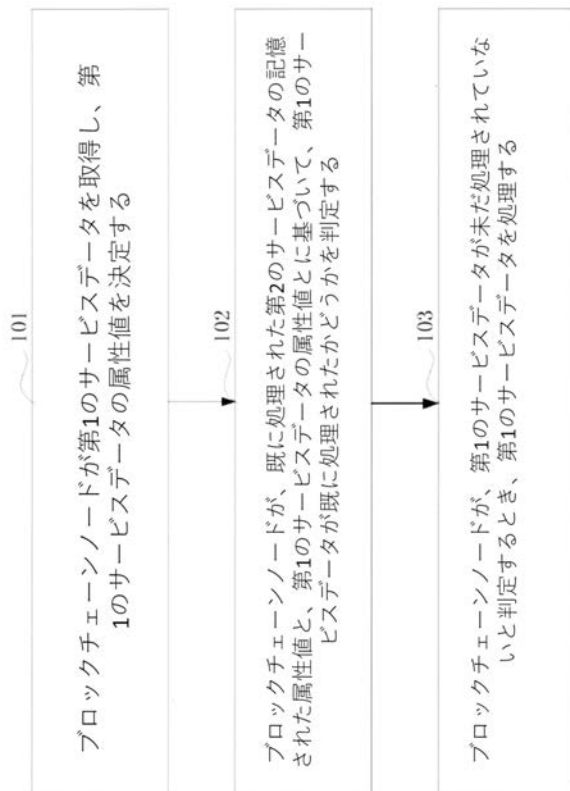 101
ブロックチェーンノードが第1のサービスデータを取得し、第
1のサービスデータの属性値を決定する
102
ブロックチェーンノードが、既に処理された第2のサービスデータの記憶
された属性値と、第1のサービスデータの属性値とに基づいて、第1のサー
ビスデータが既に処理されたかどうかを判定する
103
ブロックチェーンノードが、第1のサービスデータが未だ処理されていな
いと判定するとき、第1のサービスデータを処理する